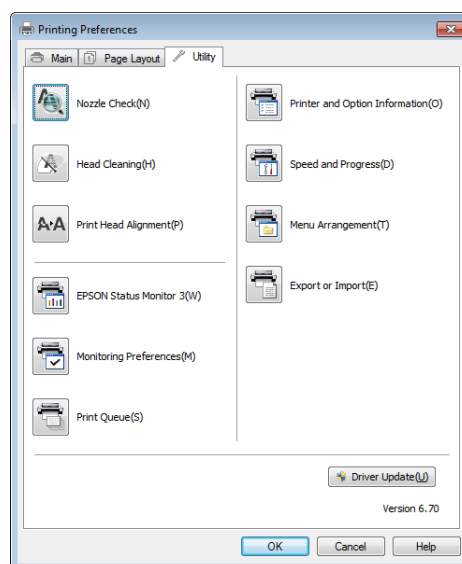 Printing Preferences
Main
Page Layout
Utility
Nozzle Check(N)
Head Cleaning(H)
Print Head Alignment(P)
EPSON Status Monitor 3(W)
Monitoring Preferences(M)
Print Queue(S)
Printer and Option Information(O)
Speed and Progress(D)
Menu Arrangement(T)
Export or Import(E)
Driver Update(U)
Version 6.70
OK
Cancel
Help